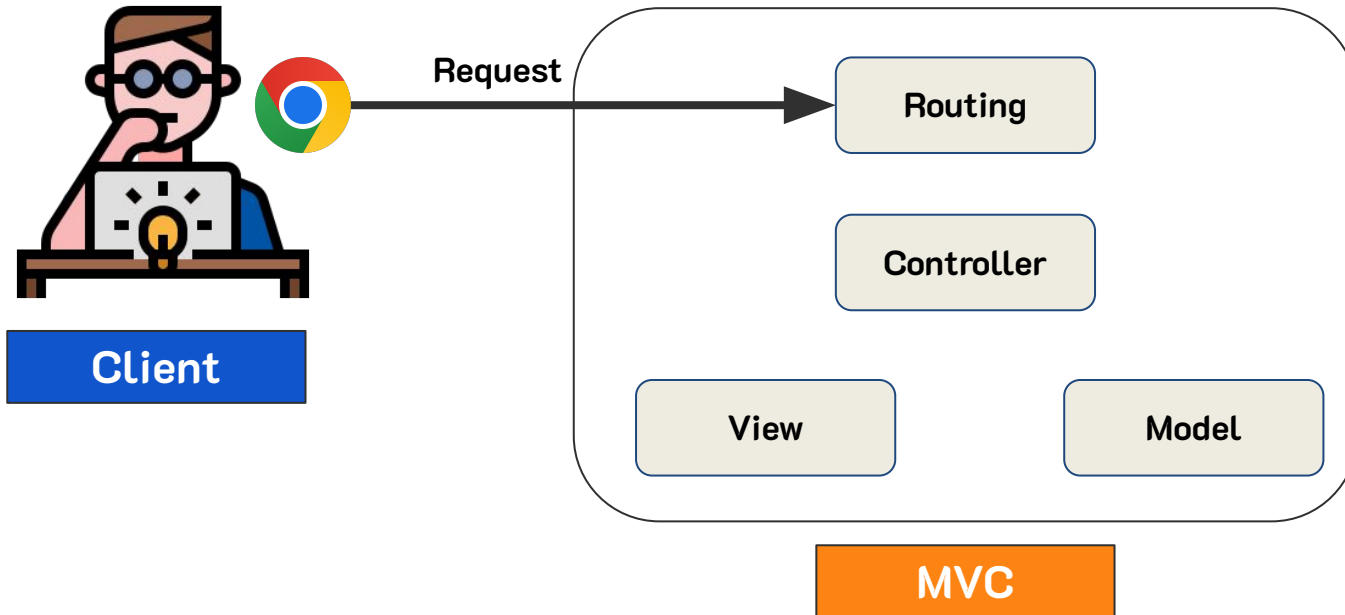 Request
Routing
Controller
Client
View
Model
MVC